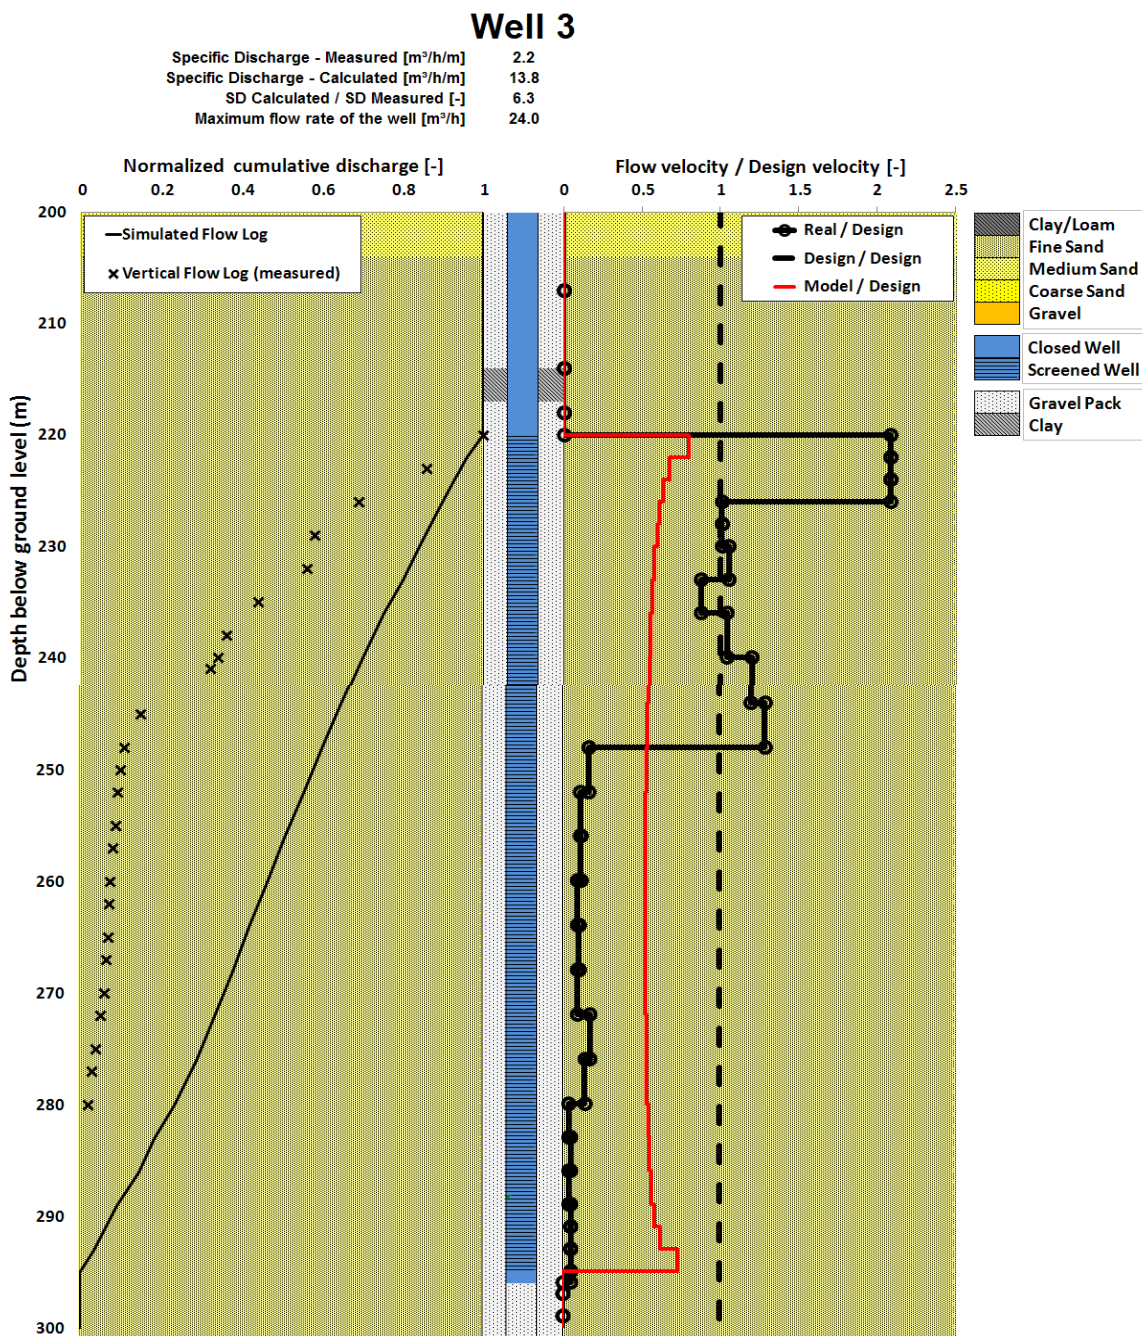 Well 3
Specific Discharge - Measured [m³/h/m] 2.2
Specific Discharge - Calculated [m³/h/m] 13.8
SD Calculated / SD Measured [-] 6.3
Maximum flow rate of the well [m³/h] 24.0
Normalized cumulative discharge [-]
Flow velocity / Design velocity [-]
0 0.2 0.4 0.6 0.8 1
0 0.5 1 1.5 2 2.5
Depth below ground level (m)
200
210
220
230
240
250
260
270
280
290
300
Simulated Flow Log
Vertical Flow Log (measured)
Real / Design
Design / Design
Model / Design
Clay/Loam
Fine Sand
Medium Sand
Coarse Sand
Gravel
Closed Well
Screened Well
Gravel Pack
Clay